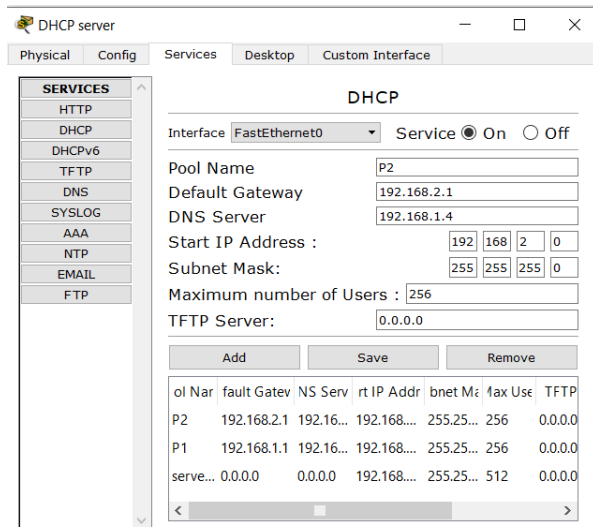 DHCP server
Physical Config Services Desktop Custom Interface
SERVICES
HTTP
DHCP
DHCPv6
TFTP
DNS
SYSLOG
AAA
NTP
EMAIL
FTP
DHCP
Interface FastEthernet0 Service On Off
Pool Name P2
Default Gateway 192.168.2.1
DNS Server 192.168.1.4
Start IP Address : 192 168 2 0
Subnet Mask: 255 255 255 0
Maximum number of Users : 256
TFTP Server: 0.0.0.0
Add Save Remove
ol Nar fault Gatev NS Serv rt IP Addr bnet Ma Max Use TFTP
P2 192.168.2.1 192.16... 192.168.... 255.25... 256 0.0.0.0
P1 192.168.1.1 192.16... 192.168.... 255.25... 256 0.0.0.0
serve... 0.0.0.0 0.0.0.0 192.168.... 255.25... 512 0.0.0.0